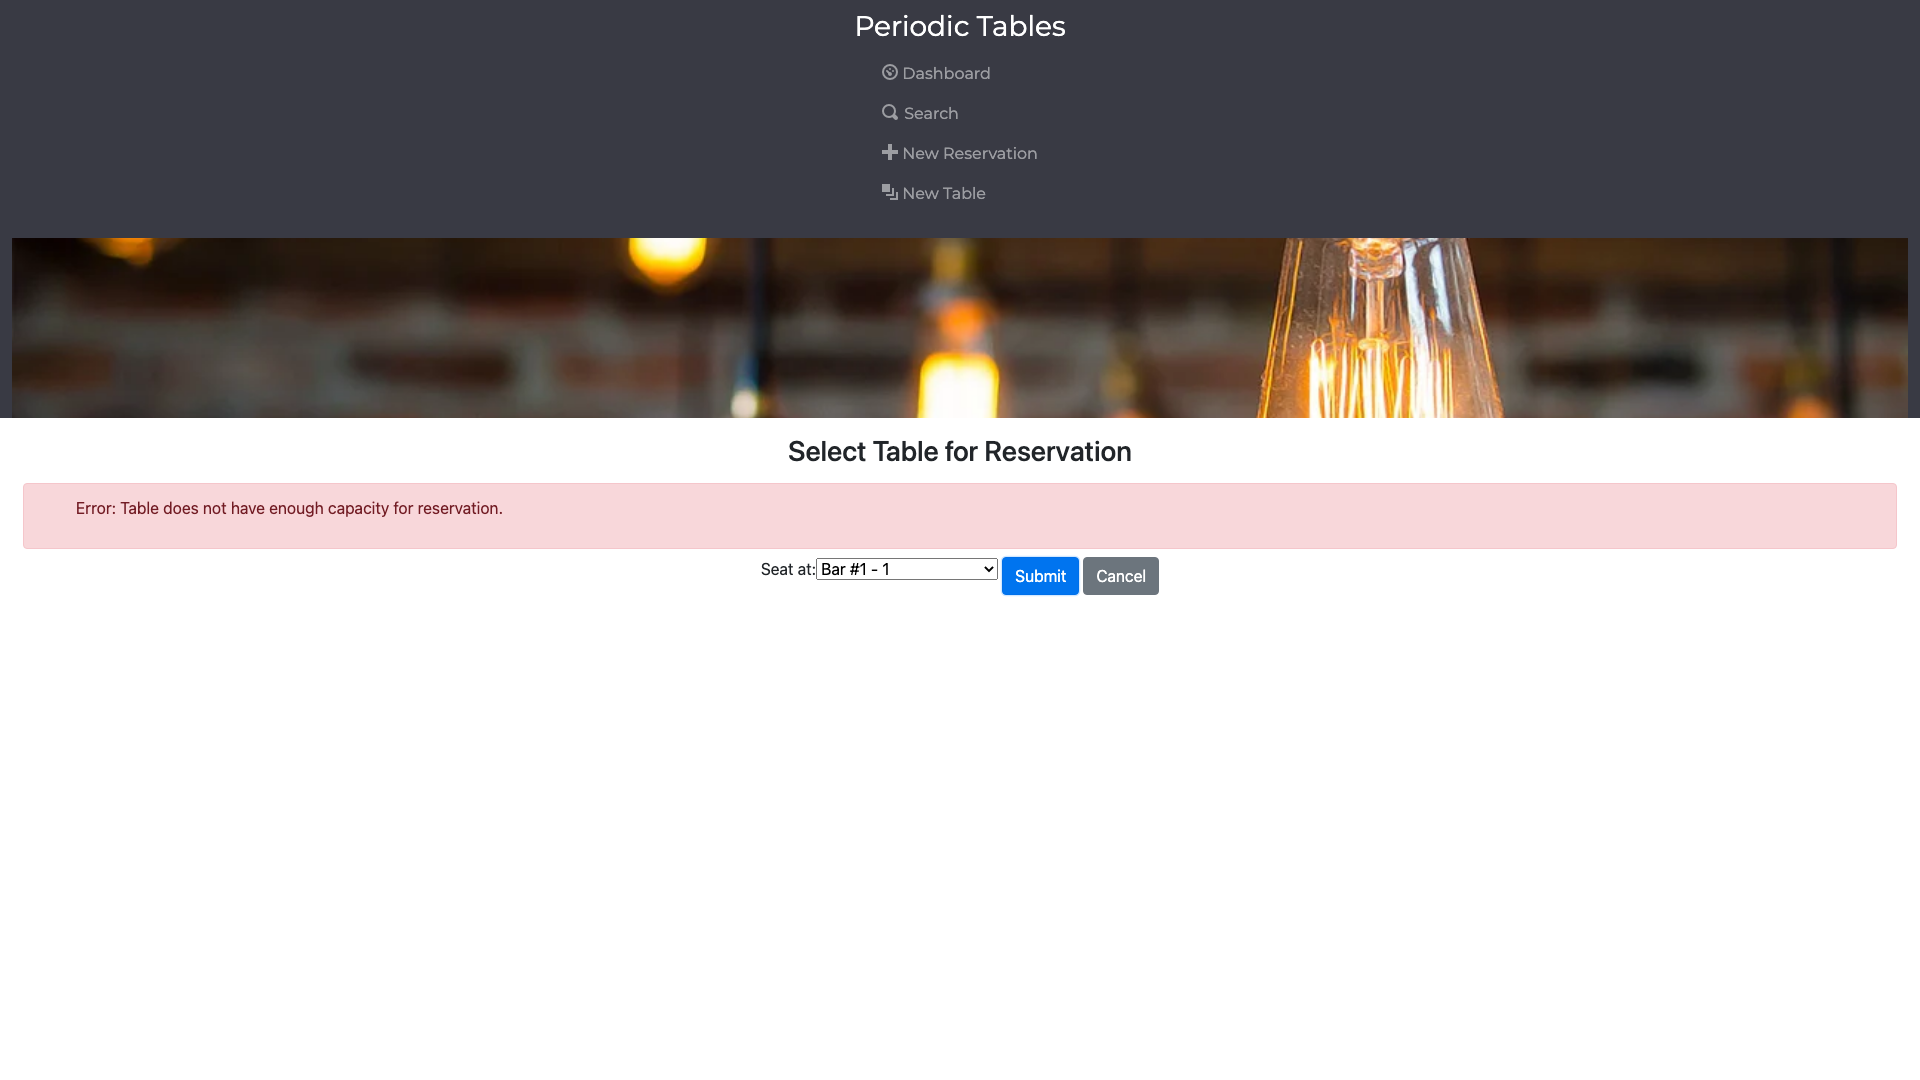 Periodic Tables
Dashboard
Search
New Reservation
New Table
Select Table for Reservation
Error: Table does not have enough capacity for reservation.
Seat at: Bar #1 - 1 Submit Cancel